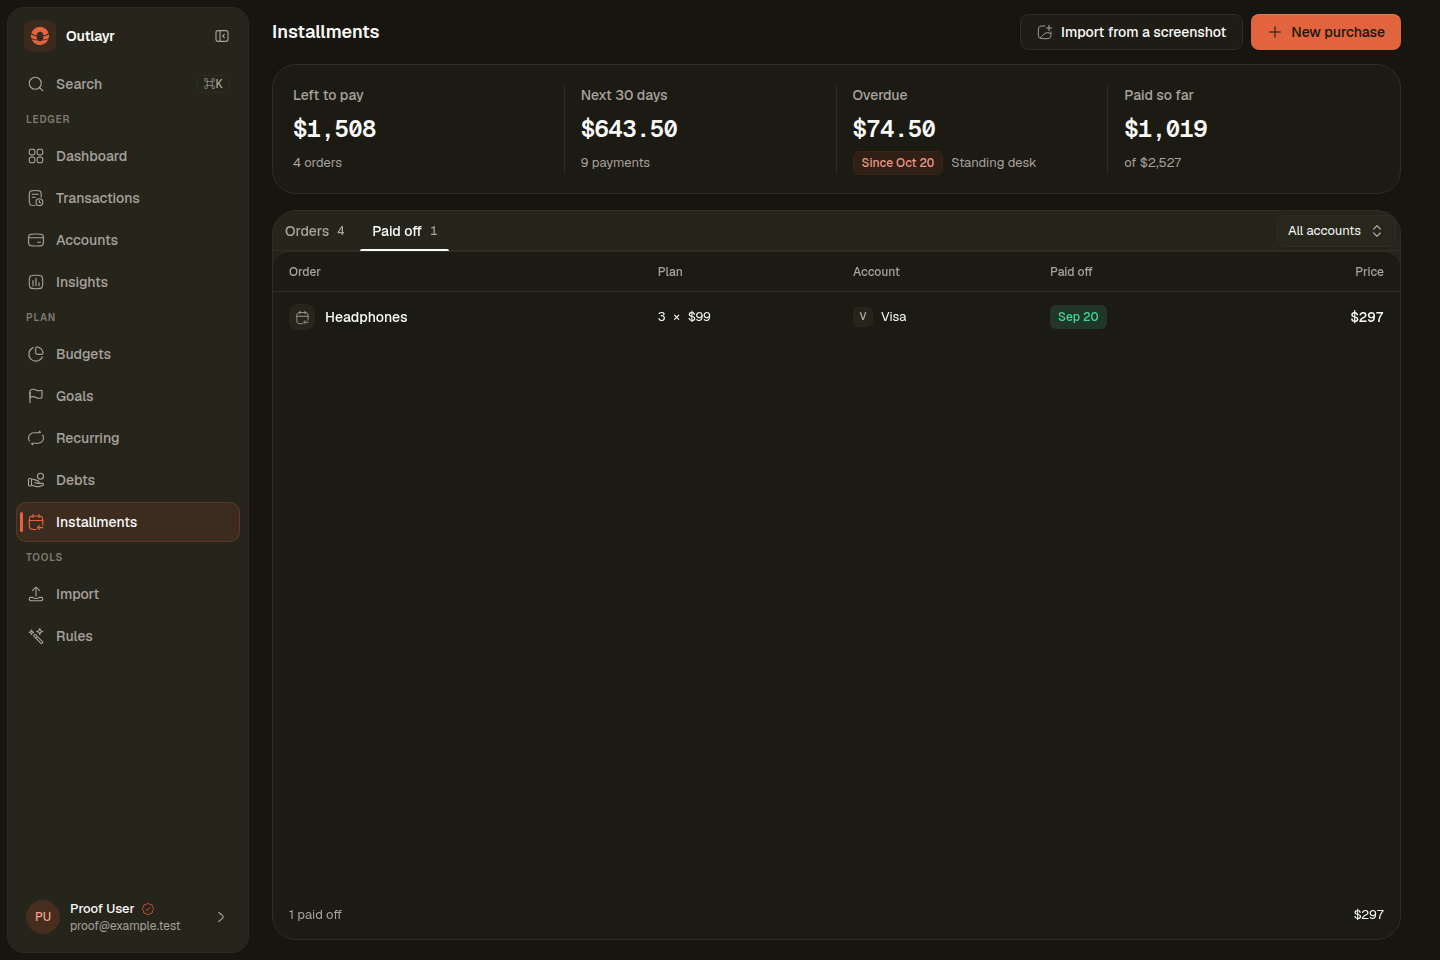 Outlayr
Search ⌘K
LEDGER
Dashboard
Transactions
Accounts
Insights
PLAN
Budgets
Goals
Recurring
Debts
Installments
TOOLS
Import
Rules
PU
Proof User
proof@example.test
Installments
Import from a screenshot
New purchase
Left to pay
$1,508
4 orders
Next 30 days
$643.50
9 payments
Overdue
$74.50
Since Oct 20 Standing desk
Paid so far
$1,019
of $2,527
Orders 4 Paid off 1 All accounts
Order Plan Account Paid off Price
Headphones 3 × $99 V Visa Sep 20 $297
1 paid off $297